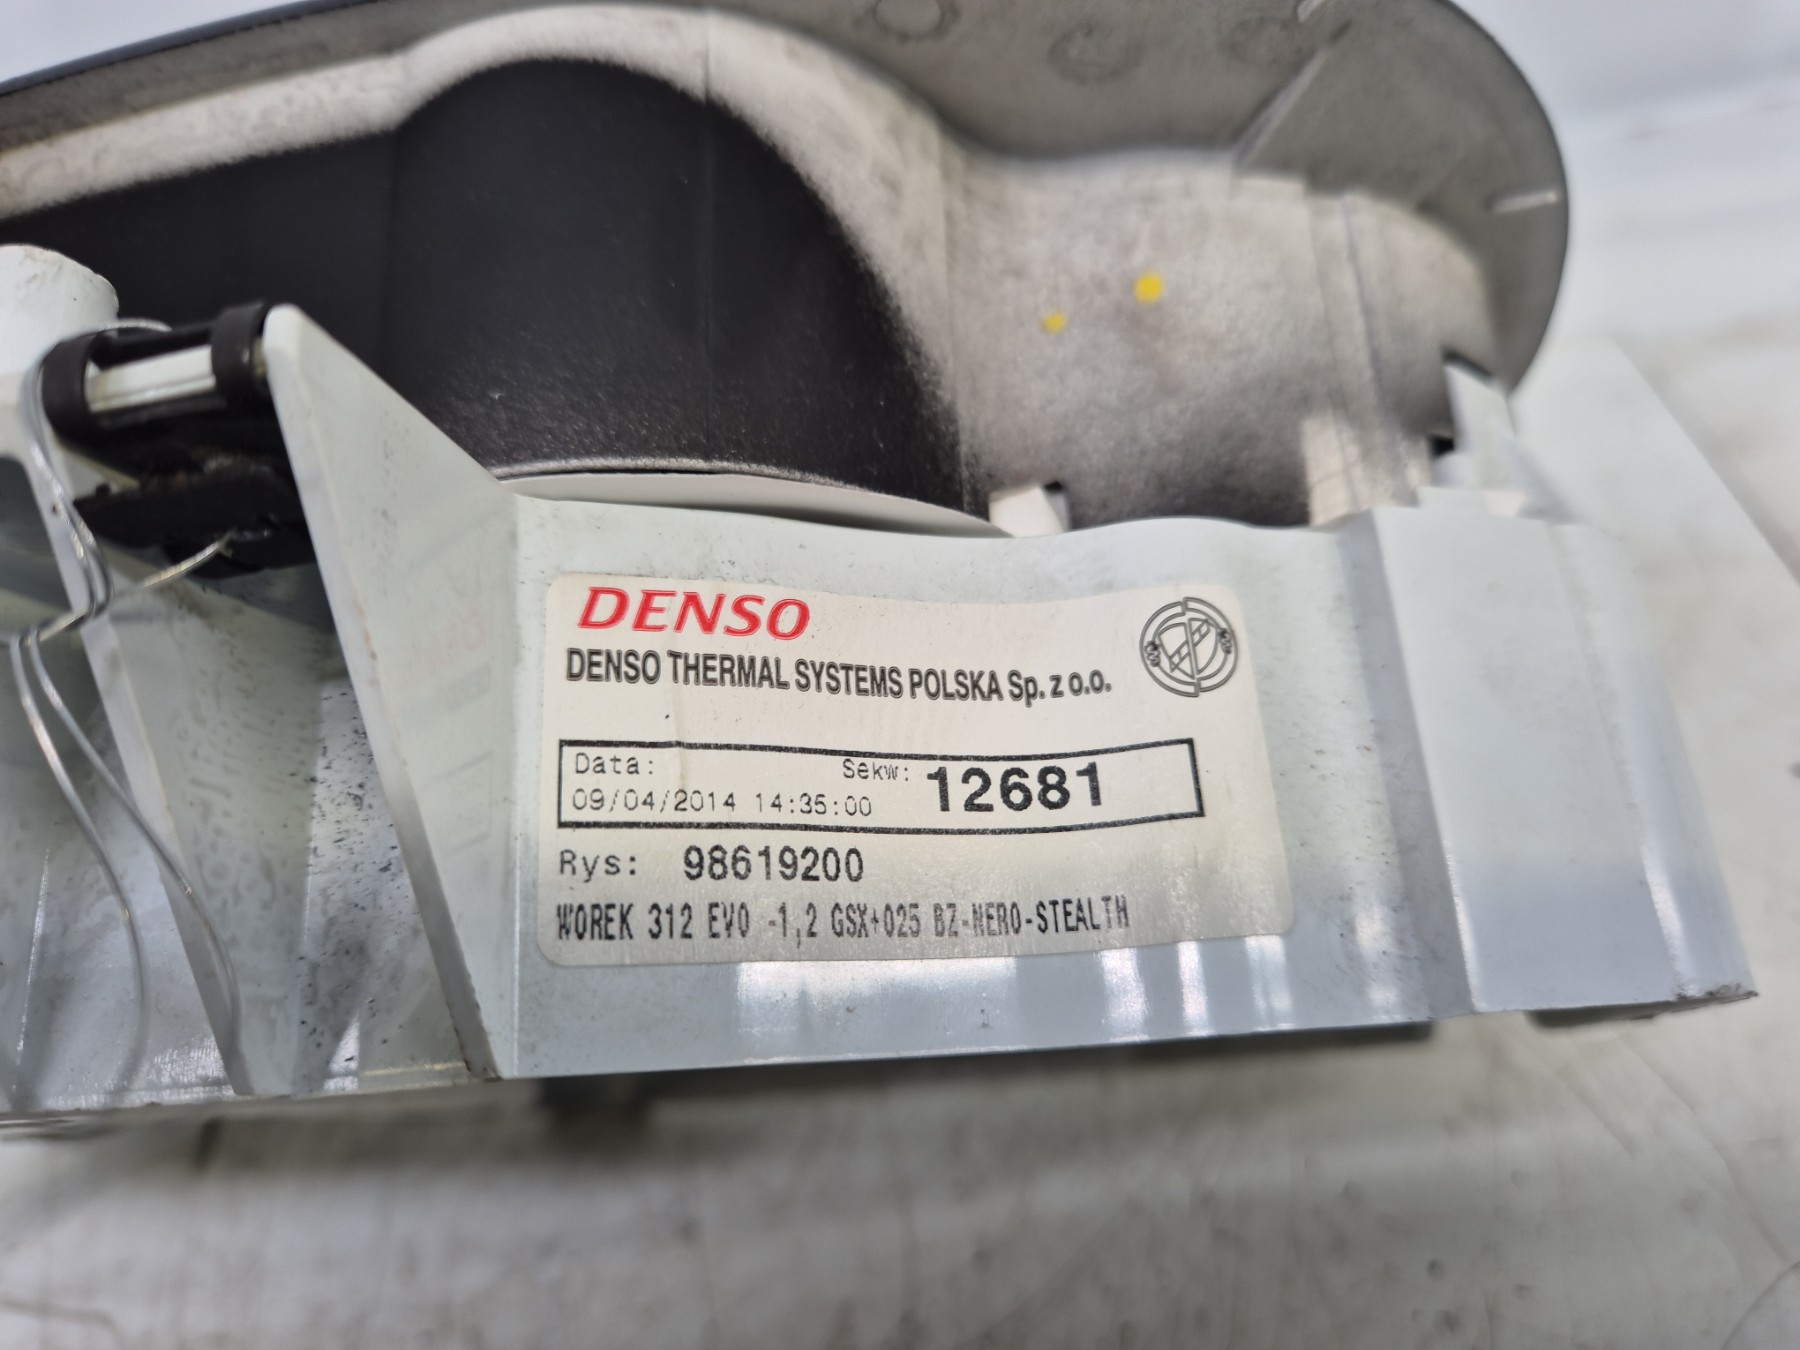 DENSO
DENSO THERMAL SYSTEMS POLSKA Sp. z o.o.
Data: Sekw: 12681
09/04/2014 14:35:00
Rys: 98619200
WOREK 312 EVO -1,2 GSX+025 BZ-NERO-STEALTH